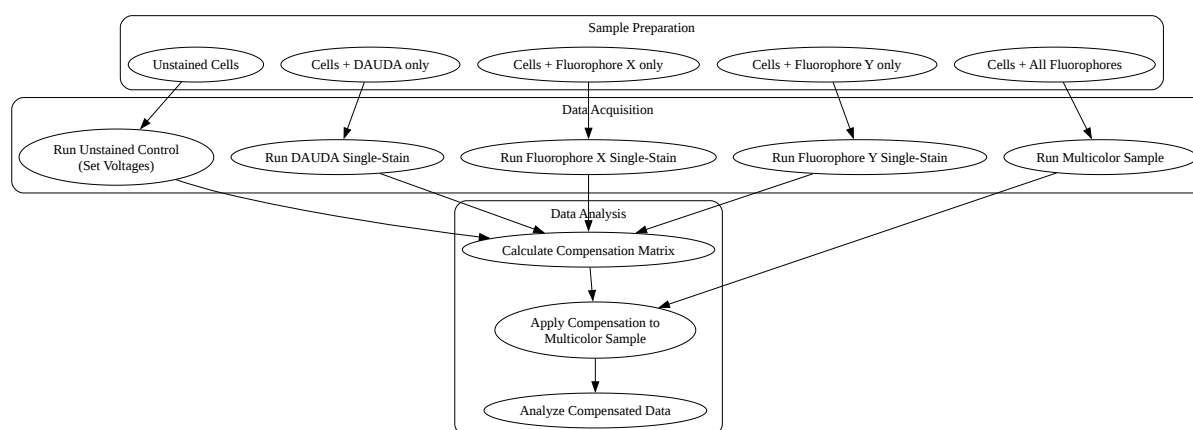 Sample Preparation
Unstained Cells
Cells + DAUDA only
Cells + Fluorophore X only
Cells + Fluorophore Y only
Cells + All Fluorophores
Data Acquisition
Run Unstained Control
(Set Voltages)
Run DAUDA Single-Stain
Run Fluorophore X Single-Stain
Run Fluorophore Y Single-Stain
Run Multicolor Sample
Data Analysis
Calculate Compensation Matrix
Apply Compensation to
Multicolor Sample
Analyze Compensated Data